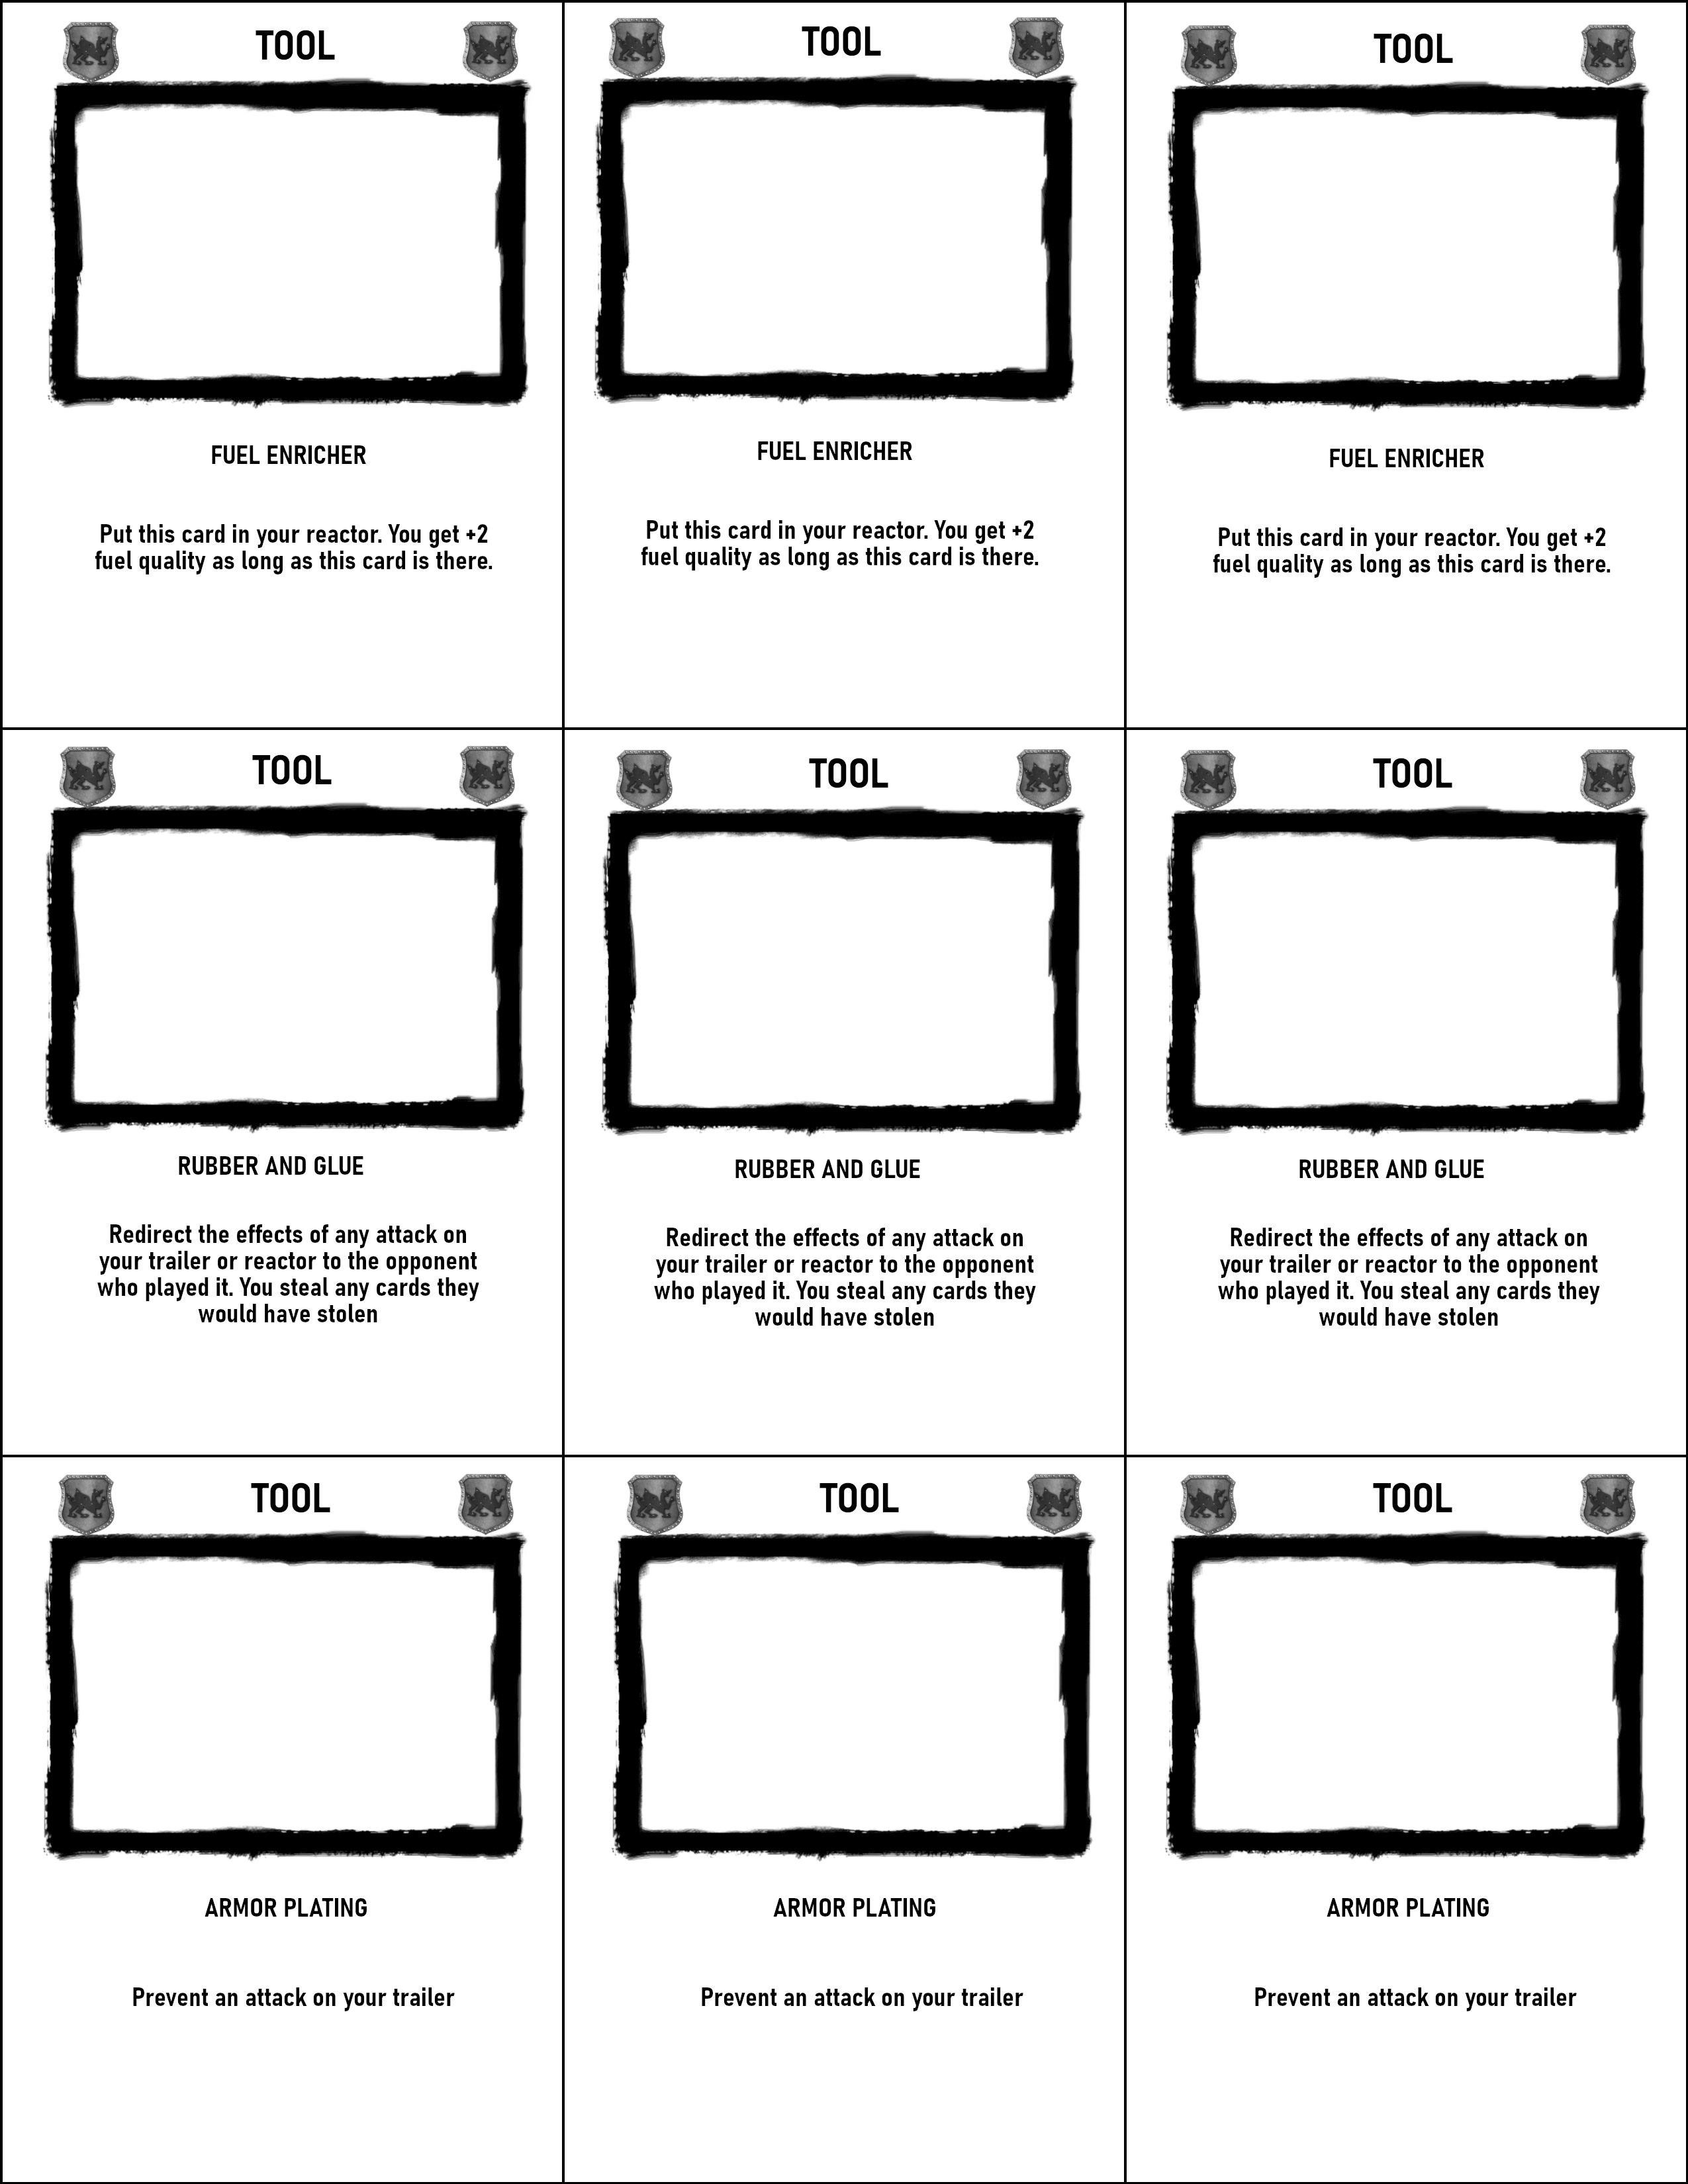 TOOL
FUEL ENRICHER
Put this card in your reactor. You get +2
fuel quality as long as this card is there.
TOOL
FUEL ENRICHER
Put this card in your reactor. You get +2
fuel quality as long as this card is there.
TOOL
FUEL ENRICHER
Put this card in your reactor. You get +2
fuel quality as long as this card is there.
TOOL
RUBBER AND GLUE
Redirect the effects of any attack on
your trailer or reactor to the opponent
who played it. You steal any cards they
would have stolen
TOOL
RUBBER AND GLUE
Redirect the effects of any attack on
your trailer or reactor to the opponent
who played it. You steal any cards they
would have stolen
TOOL
RUBBER AND GLUE
Redirect the effects of any attack on
your trailer or reactor to the opponent
who played it. You steal any cards they
would have stolen
TOOL
ARMOR PLATING
Prevent an attack on your trailer
TOOL
ARMOR PLATING
Prevent an attack on your trailer
TOOL
ARMOR PLATING
Prevent an attack on your trailer